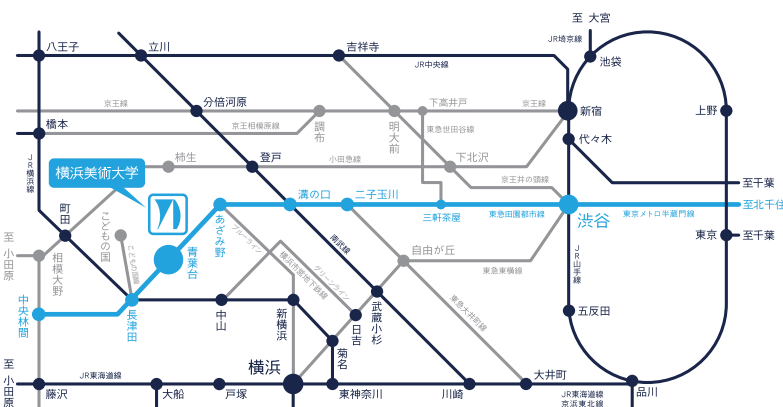 至 大宮
JR埼京線
池袋
八王子
立川
吉祥寺
JR中央線
京王線
分倍河原
下高井戸
京王線
新宿
上野
橋本
京王相模原線
調布
明大前
東急世田谷線
代々木
JR横浜線
柿生
登戸
小田急線
下北沢
横浜美術大学
京王井の頭線
至千葉
町田
こどもの国
あざみ野
溝の口
二子玉川
三軒茶屋
東急田園都市線
渋谷
東京メトロ半蔵門線
至北千住
至小田原
相模大野
こどもの国線
青葉台
ブルーライン
横浜市営地下鉄線
グリーンライン
南武線
自由が丘
東急東横線
JR山手線
東京
至千葉
中央林間
長津田
中山
新横浜
日吉
武蔵小杉
東急大井町線
五反田
菊名
至小田原
JR東海道線
横浜
大井町
藤沢
大船
戸塚
東神奈川
川崎
JR東海道線
京浜東北線
品川